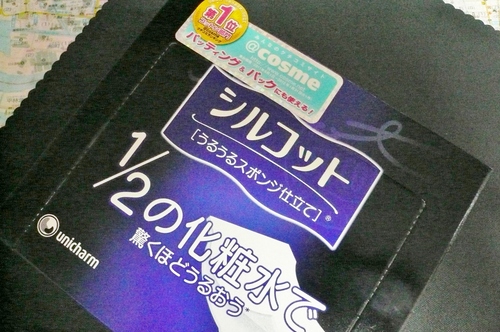 第1位
@cosme
パッティング&パックにも使える!
シルコット
[うるうるスポンジ仕立て]®
1/2の化粧水で
驚くほどうるおう*
unicharm